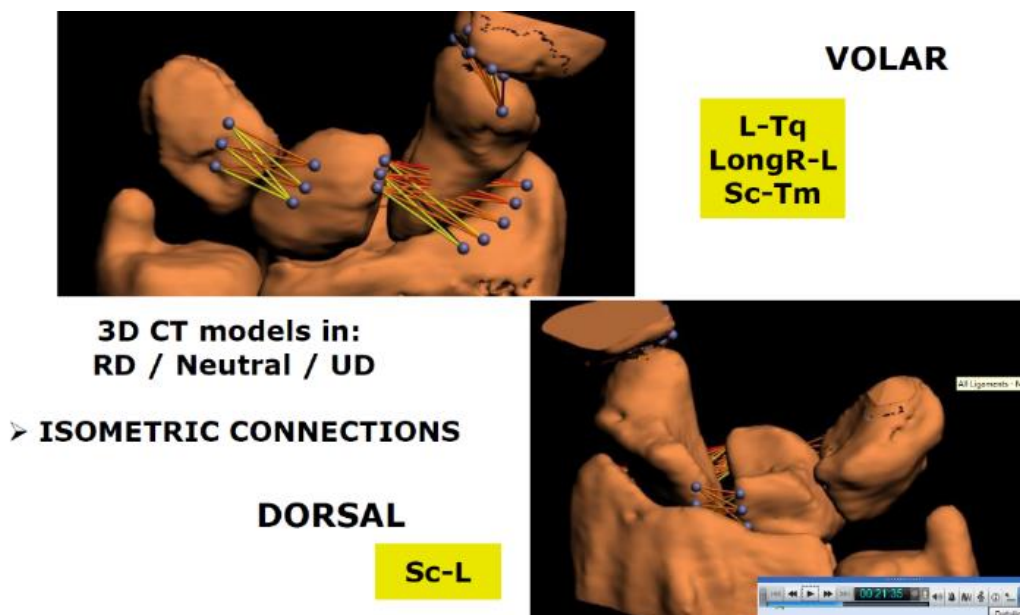 VOLAR
L-Tq
LongR-L
Sc-Tm
3D CT models in:
RD / Neutral / UD
➢ ISOMETRIC CONNECTIONS
All Ligaments - N
DORSAL
Sc-L
00:21:35